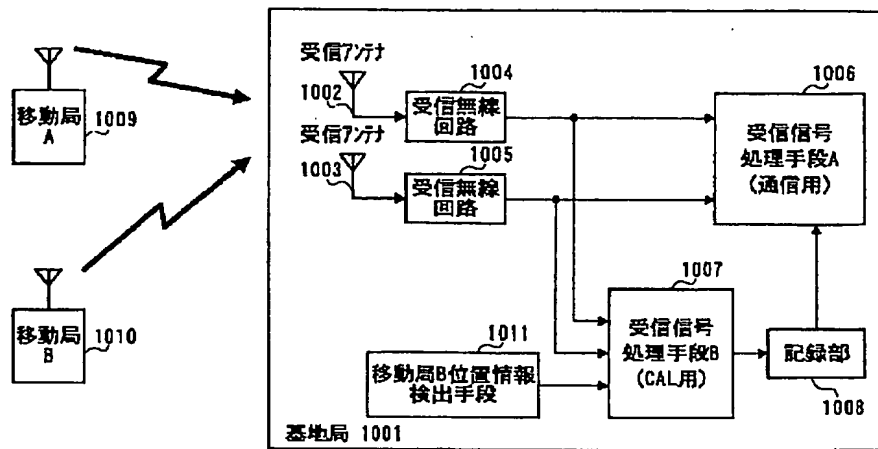 移動局
A
1009
移動局
B
1010
受信アンテナ
1002
受信無線
回路
1004
受信アンテナ
1003
受信無線
回路
1005
1006
受信信号
処理手段A
(通信用)
1007
受信信号
処理手段B
(CAL用)
1011
移動局B位置情報
検出手段
記録部
1008
基地局 1001